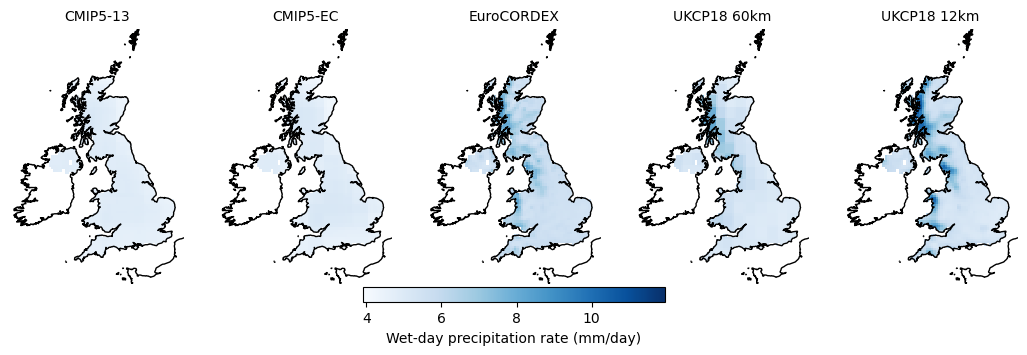 CMIP5-13 CMIP5-EC EuroCORDEX UKCP18 60km UKCP18 12km
4 6 8 10
Wet-day precipitation rate (mm/day)